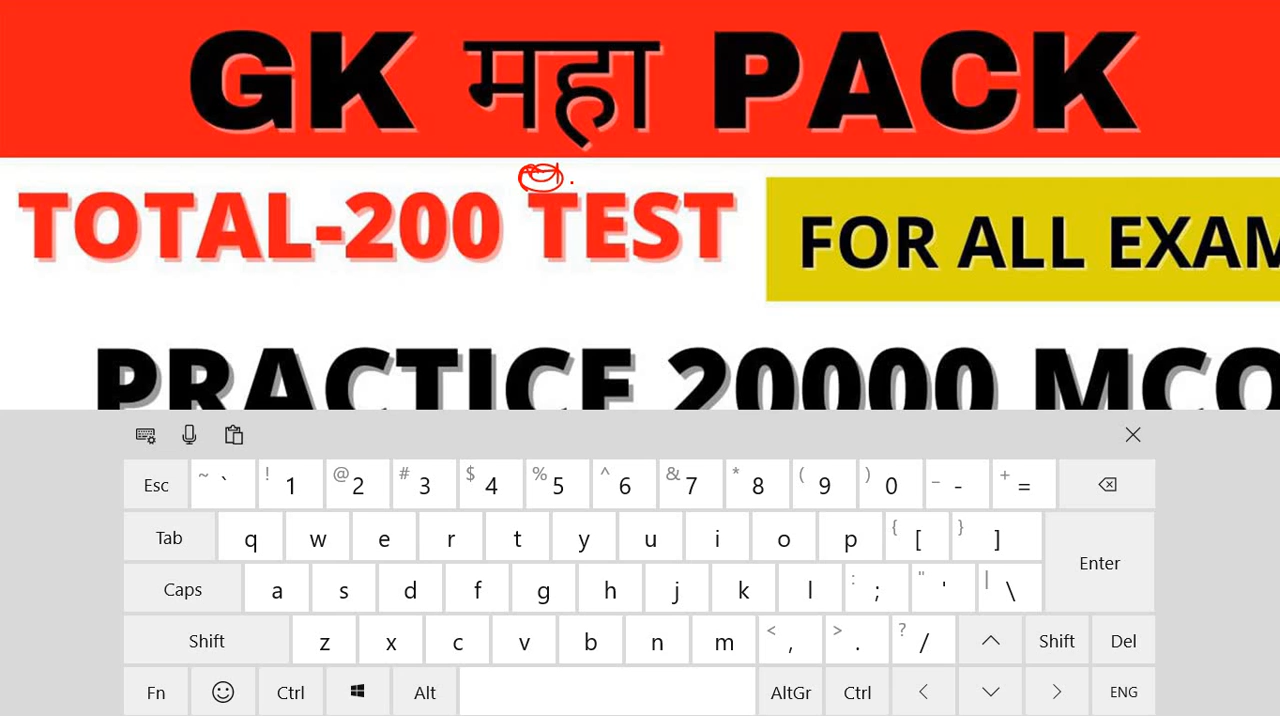 GK महा PACK
TOTAL-200 TEST
FOR ALL EXAM
PRACTICE 20000 MCQ
Esc ~ ` ! 1 @ 2 # 3 $ 4 % 5 ^ 6 & 7 * 8 ( 9 ) 0 _ - + =
Tab q w e r t y u i o p { [ } ]
Enter
Caps a s d f g h j k l : ; " ' | \
Shift z x c v b n m < , > . ? / Shift Del
Fn Ctrl Alt AltGr Ctrl ENG